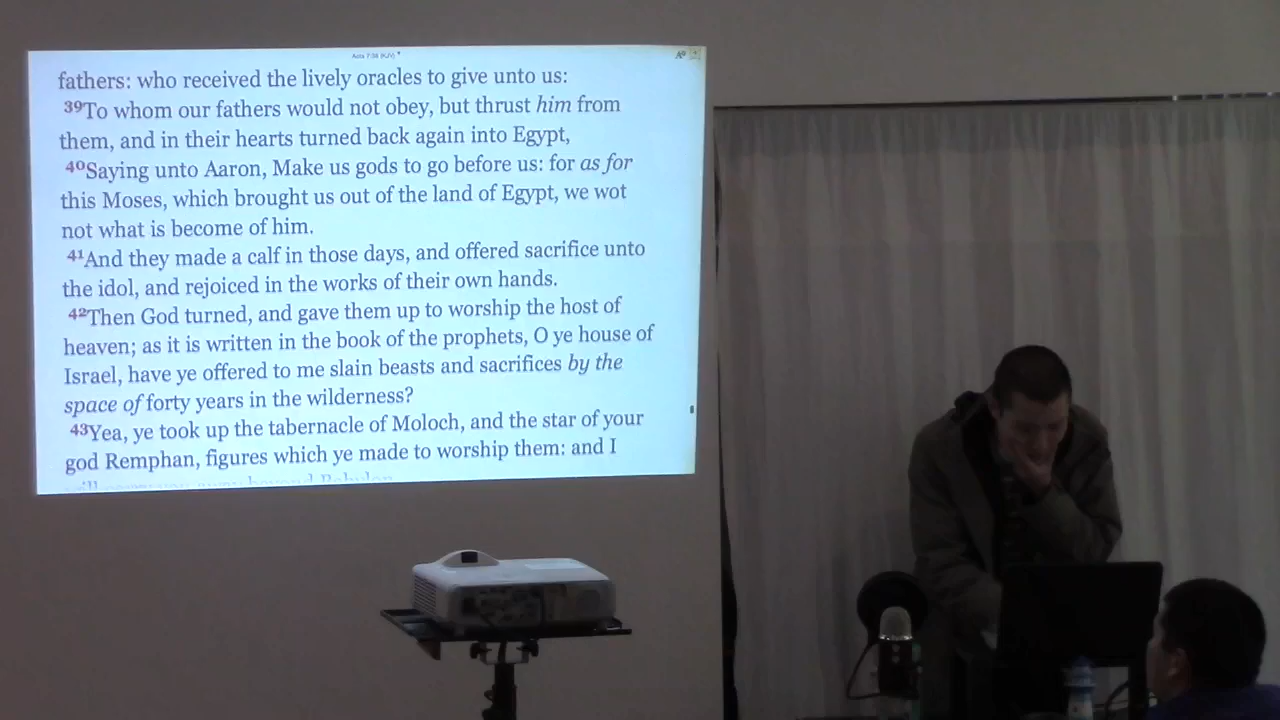 Acts 7:38 (KJV)
fathers: who received the lively oracles to give unto us:
39To whom our fathers would not obey, but thrust him from
them, and in their hearts turned back again into Egypt,
40Saying unto Aaron, Make us gods to go before us: for as for
this Moses, which brought us out of the land of Egypt, we wot
not what is become of him.
41And they made a calf in those days, and offered sacrifice unto
the idol, and rejoiced in the works of their own hands.
42Then God turned, and gave them up to worship the host of
heaven; as it is written in the book of the prophets, O ye house of
Israel, have ye offered to me slain beasts and sacrifices by the
space of forty years in the wilderness?
43Yea, ye took up the tabernacle of Moloch, and the star of your
god Remphan, figures which ye made to worship them: and I